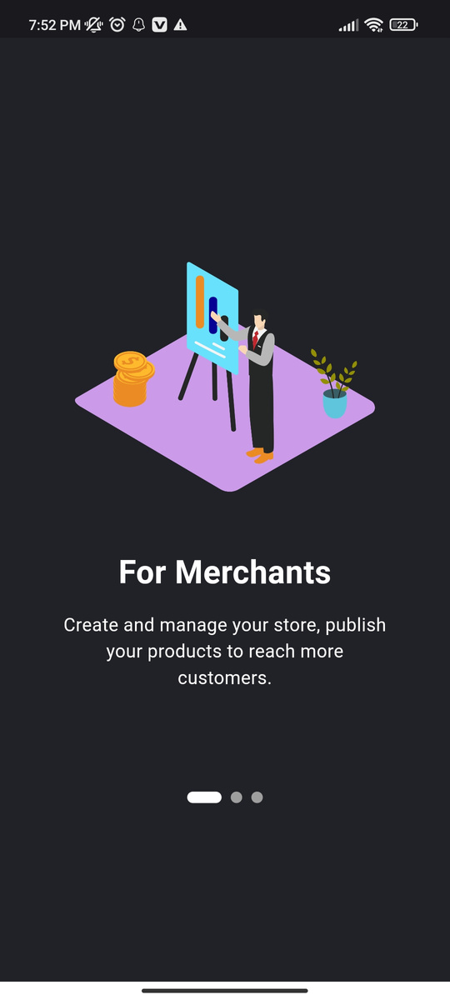 7:52 PM
22
For Merchants
Create and manage your store, publish
your products to reach more
customers.